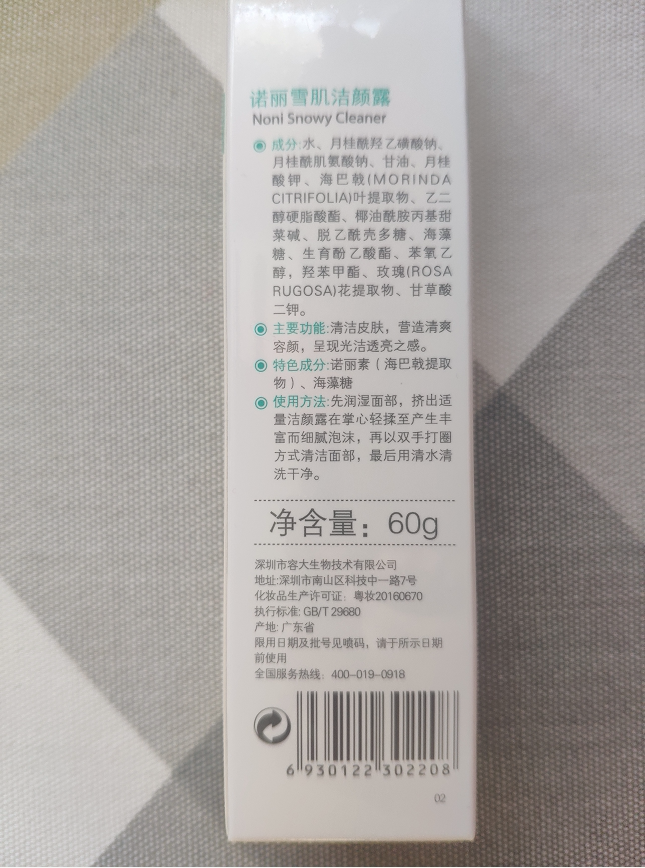 诺丽雪肌洁颜露
Noni Snowy Cleaner
成分:水、月桂酰羟乙磺酸钠、
月桂酰肌氨酸钠、甘油、月桂
酸钾、海巴戟(MORINDA
CITRIFOLIA)叶提取物、乙二
醇硬脂酸酯、椰油酰胺丙基甜
菜碱、脱乙酰壳多糖、海藻
糖、生育酚乙酸酯、苯氧乙
醇,羟苯甲酯、玫瑰(ROSA
RUGOSA)花提取物、甘草酸
二钾。
主要功能:清洁皮肤,营造清爽
容颜,呈现光洁透亮之感。
特色成分:诺丽素(海巴戟提取
物)、海藻糖
使用方法:先润湿面部,挤出适
量洁颜露在掌心轻揉至产生丰
富而细腻泡沫,再以双手打圈
方式清洁面部,最后用清水清
洗干净。
净含量:60g
深圳市容大生物技术有限公司
地址:深圳市南山区科技中一路7号
化妆品生产许可证:粤妆20160670
执行标准:GB/T 29680
产地:广东省
限用日期及批号见喷码,请于所示日期
前使用
全国服务热线:400-019-0918
6 930122 302208
02